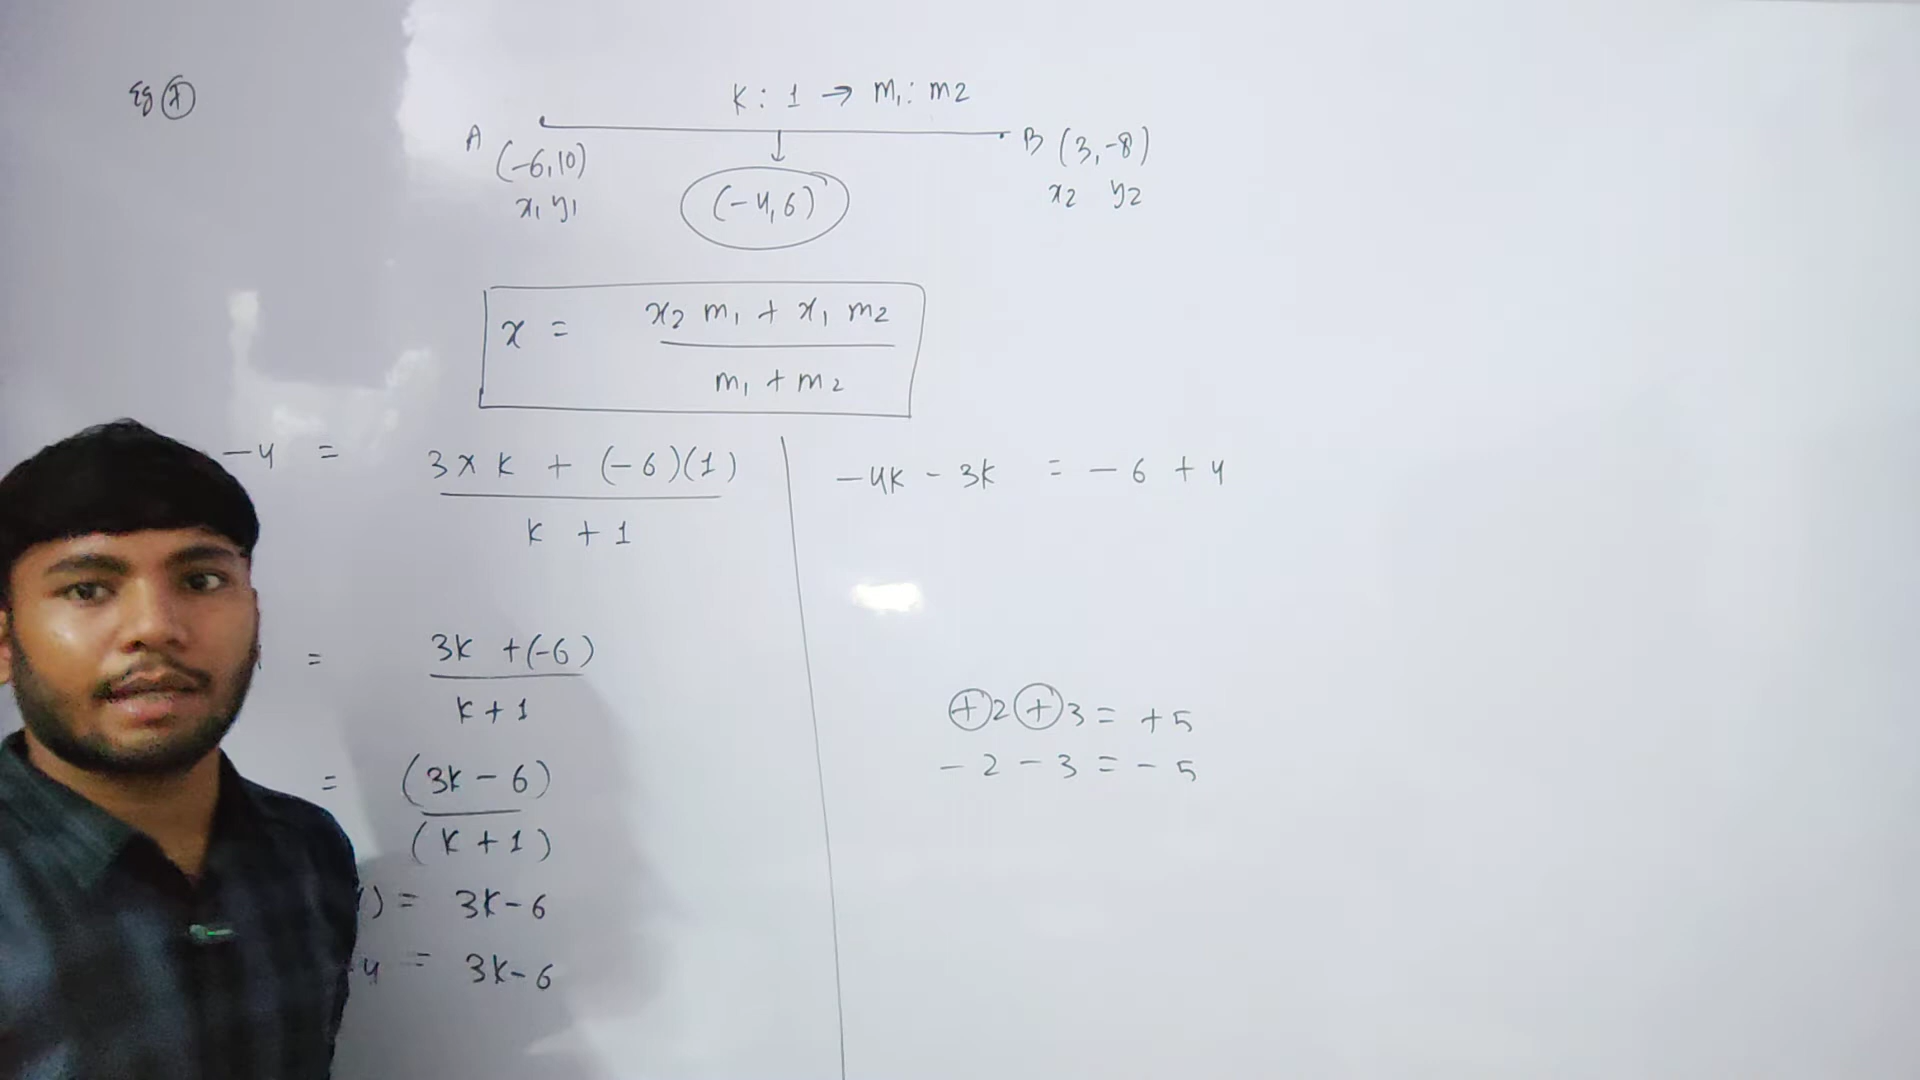 Eg 7
K : 1 → m1 : m2
A (-6,10) B (3,-8)
x1 y1 (-4,6) x2 y2
x = x2 m1 + x1 m2
m1 + m2
-4 = 3 x K + (-6)(1)
K + 1
= 3K + (-6)
K + 1
= (3K - 6)
(K + 1)
) = 3K - 6
4 = 3K - 6
-4K - 3K = - 6 + 4
+2 +3 = +5
- 2 - 3 = - 5